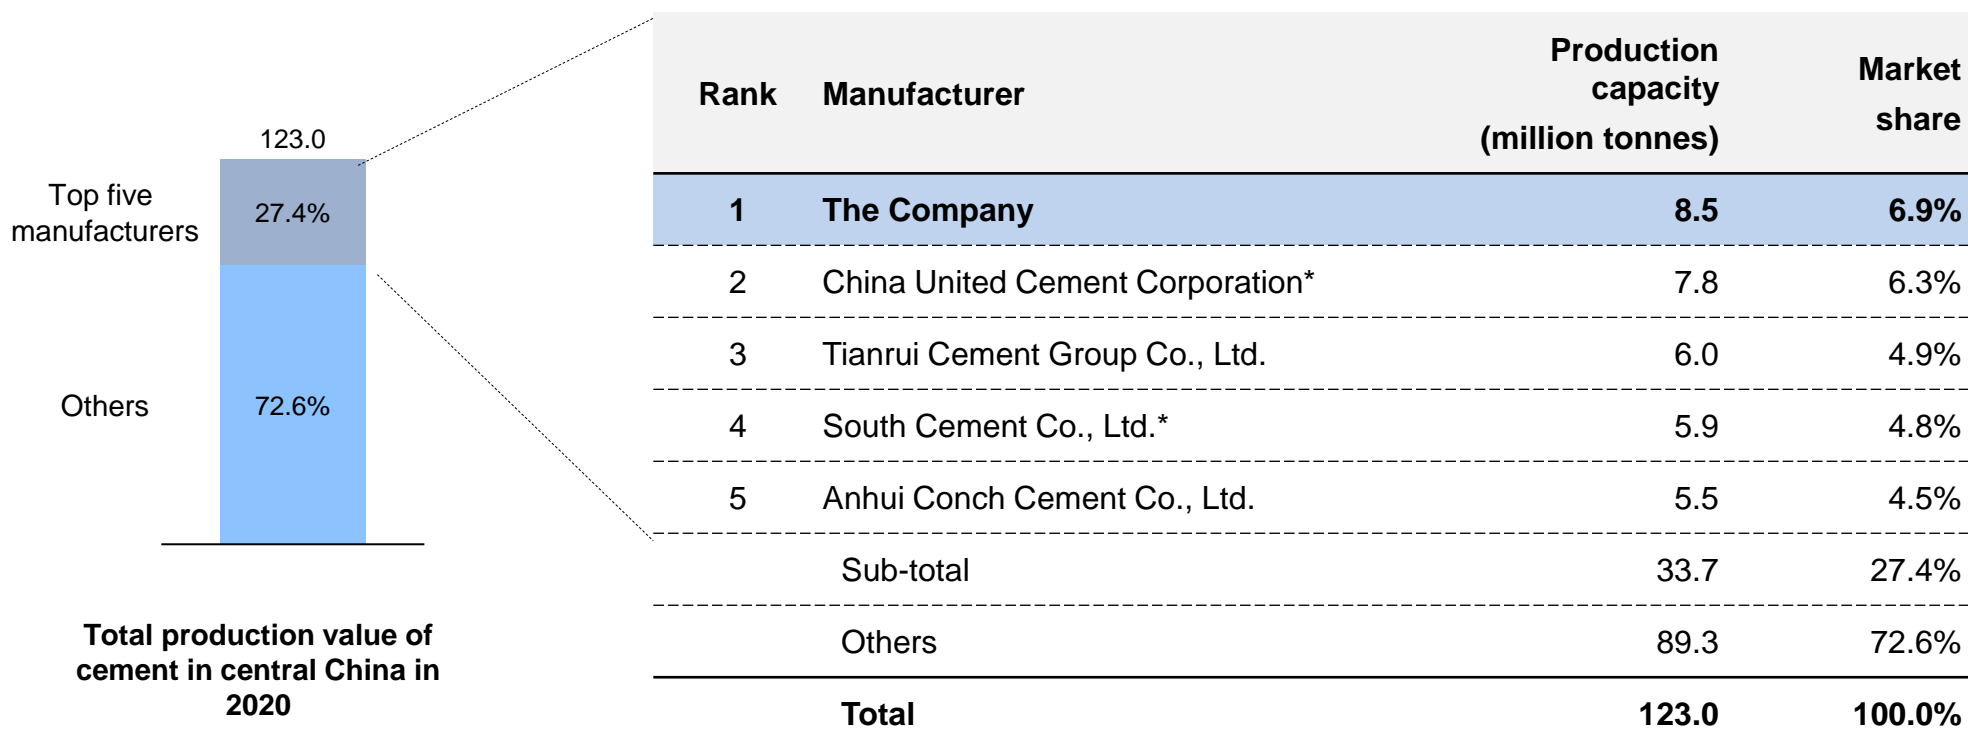 123.0
Top five
manufacturers
27.4%
Others
72.6%
Total production value of
cement in central China in
2020
Rank Manufacturer Production capacity (million tonnes) Market share
1 The Company 8.5 6.9%
2 China United Cement Corporation* 7.8 6.3%
3 Tianrui Cement Group Co., Ltd. 6.0 4.9%
4 South Cement Co., Ltd.* 5.9 4.8%
5 Anhui Conch Cement Co., Ltd. 5.5 4.5%
Sub-total 33.7 27.4%
Others 89.3 72.6%
Total 123.0 100.0%